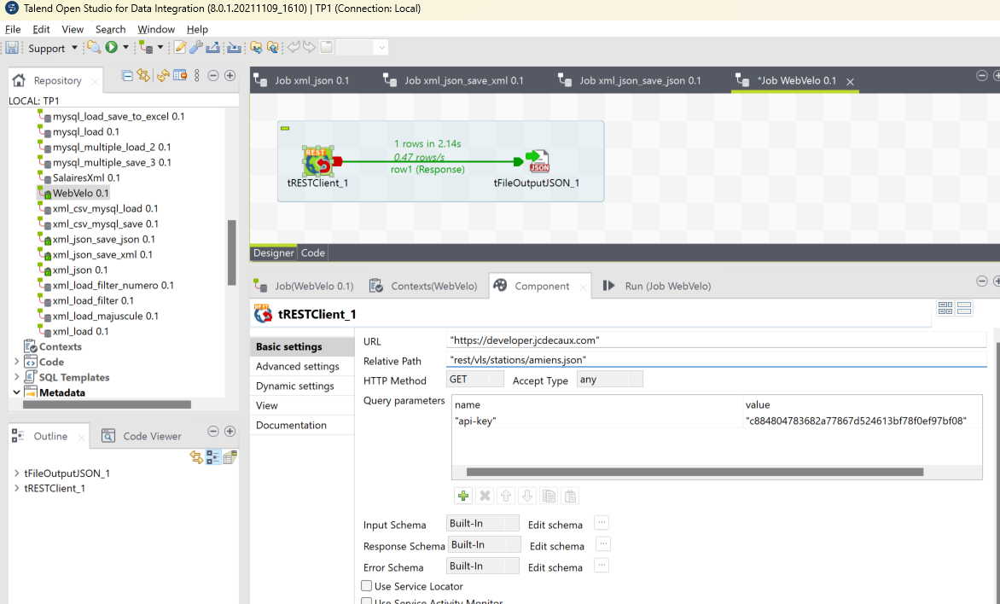 Talend Open Studio for Data Integration (8.0.1.20211109_1610) | TP1 (Connection: Local)
File Edit View Search Window Help
Support
Repository
LOCAL: TP1
mysql_load_save_to_excel 0.1
mysql_load 0.1
mysql_multiple_load_2 0.1
mysql_multiple_save_3 0.1
SalairesXml 0.1
WebVelo 0.1
xml_csv_mysql_load 0.1
xml_csv_mysql_save 0.1
xml_json_save_json 0.1
xml_json_save_xml 0.1
xml_json 0.1
xml_load_filter_numero 0.1
xml_load_filter 0.1
xml_load_majuscule 0.1
xml_load 0.1
Contexts
Code
SQL Templates
Metadata
Outline Code Viewer
tFileOutputJSON_1
tRESTClient_1
Job xml_json 0.1 Job xml_json_save_xml 0.1 Job xml_json_save_json 0.1 *Job WebVelo 0.1
1 rows in 2.14s
0.47 rows/s
row1 (Response)
REST
JSON
tRESTClient_1 tFileOutputJSON_1
Designer Code
Job(WebVelo 0.1) Contexts(WebVelo) Component Run (Job WebVelo)
REST
tRESTClient_1
Basic settings
Advanced settings
Dynamic settings
View
Documentation
URL "https://developer.jcdecaux.com"
Relative Path "rest/vls/stations/amiens.json"
HTTP Method GET Accept Type any
Query parameters
name value
"api-key" "c884804783682a77867d524613bf78f0ef97bf08"
Input Schema Built-In Edit schema ...
Response Schema Built-In Edit schema ...
Error Schema Built-In Edit schema ...
Use Service Locator
Use Service Activity Monitor